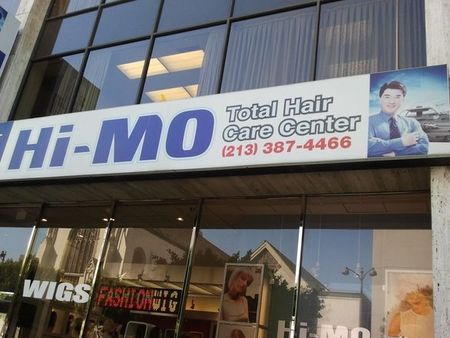 Hi-MO
Total Hair
Care Center
(213) 387-4466
WIGS
FASHION WIG
Hi-MO